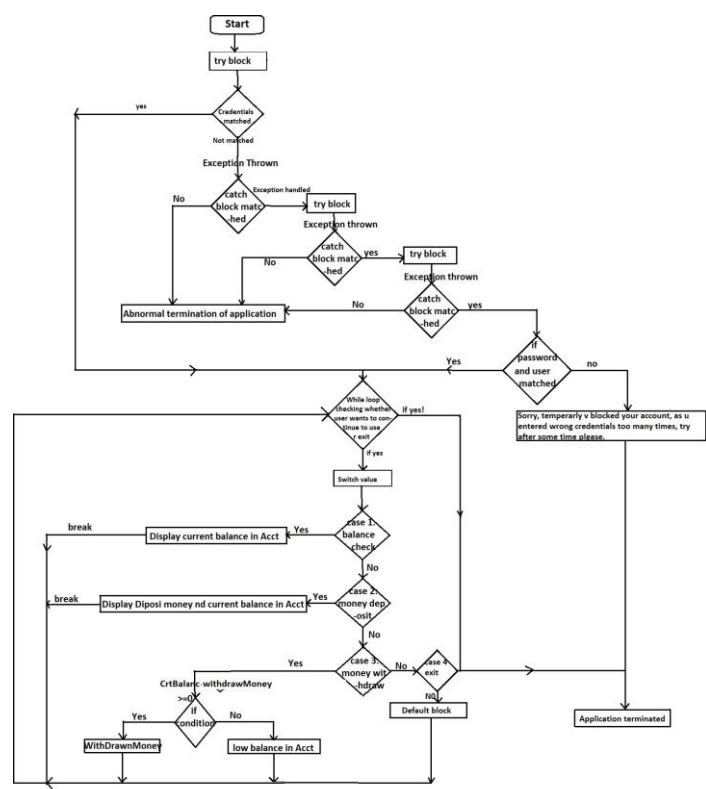 Start
try block
yes
Credentials
matched
Not matched
Exception Thrown
No
catch
block matc
-hed
Exception handled
try block
Exception thrown
No
catch
block matc
-hed
yes
try block
Exception thrown
Abnormal termination of application
No
catch
block matc
-hed
yes
If
password
and user
matched
Yes
no
Sorry, temperarly v blocked your account, as u
entered wrong credentials too many times, try
after some time please.
While loop
checking whether
user wants to con-
tinue to use
r exit
if yes!
if yes
Switch value
break
Display current balance in Acct
Yes
case 1.
balance
check
No
break
Display Diposi money nd current balance in Acct
Yes
case 2.
money dep
-osit
No
Yes
case 3.
money wit
-hdraw
No
case 4
exit
CrtBalanc-withdrawMoney
>=0
if
condition
Yes
No
NO
Default block
Application terminated
WithDrawnMoney
low balance in Acct